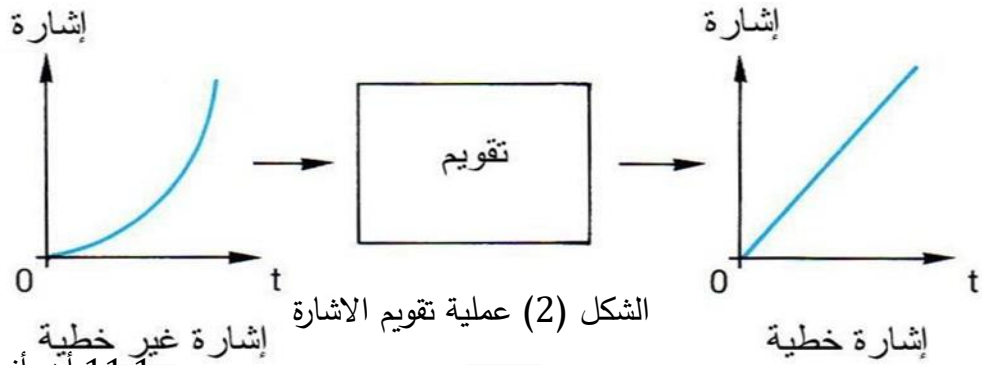 إشارة
إشارة
تقويم
0
t
0
t
الشكل (2) عملية تقويم الاشارة
إشارة غير خطية
إشارة خطية